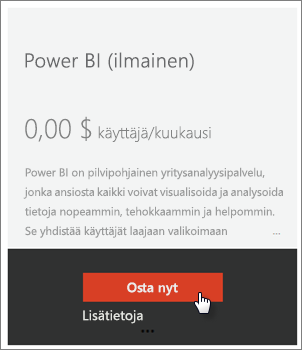 Power BI (ilmainen)
0,00 $ käyttäjä/kuukausi
Power BI on pilvipohjainen yritysanalyysipalvelu,
jonka ansiosta kaikki voivat visualisoida ja analysoida
tietoja nopeammin, tehokkaammin ja helpommin.
Se yhdistää käyttäjät laajaan valikoimaan ...
Osta nyt
Lisätietoja
...